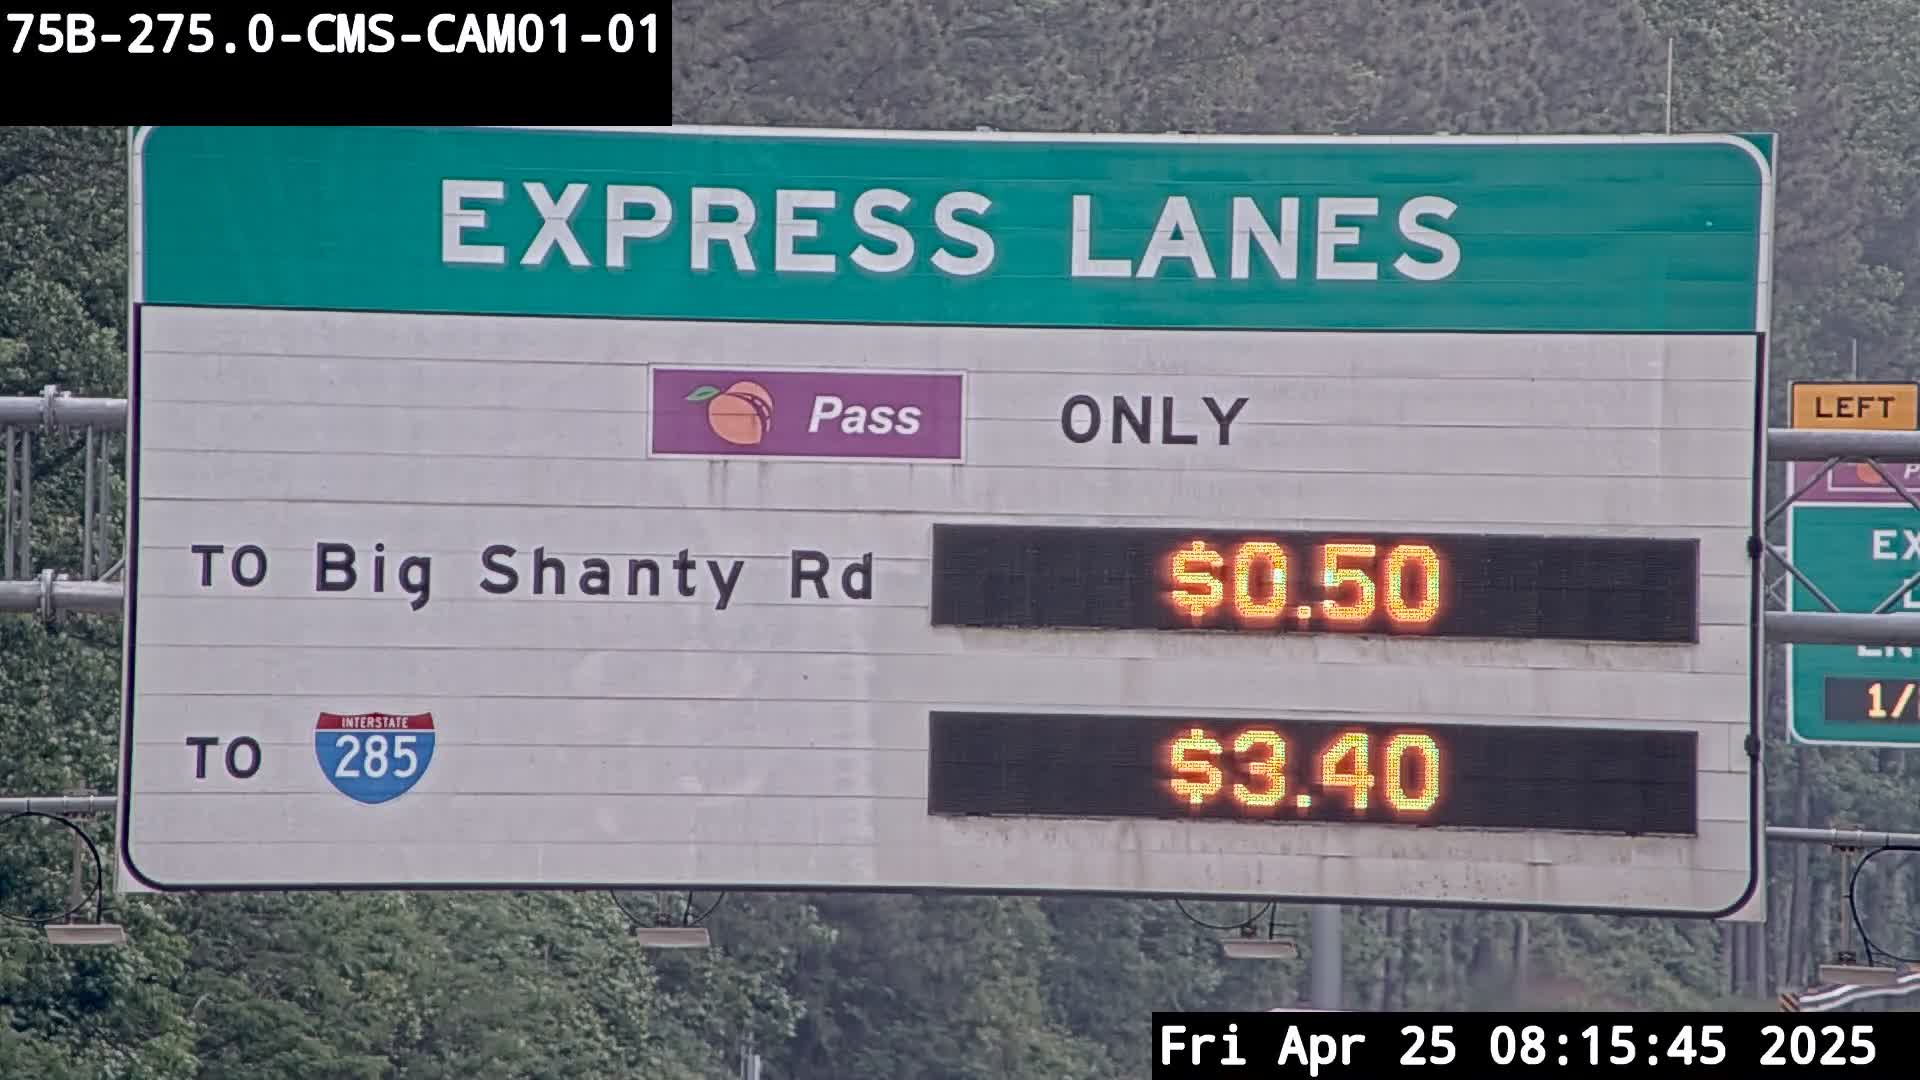 75B-275.0-CMS-CAM01-01
EXPRESS LANES
Pass ONLY
LEFT
TO Big Shanty Rd $0.50
INTERSTATE
TO 285 $3.40
Fri Apr 25 08:15:45 2025